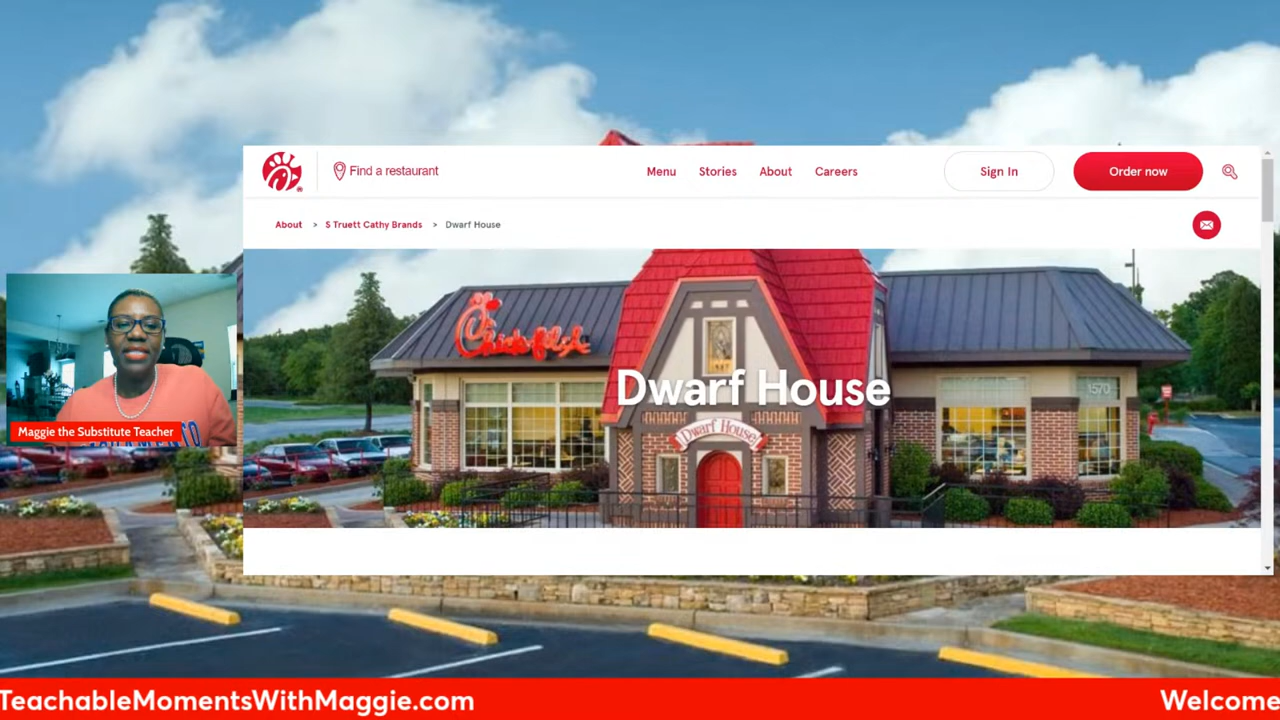 Find a restaurant
Menu Stories About Careers
Sign In
Order now
About > S Truett Cathy Brands > Dwarf House
Chick-fil-A
Dwarf House
1570
Dwarf House
Maggie the Substitute Teacher
TeachableMomentsWithMaggie.com
Welcome